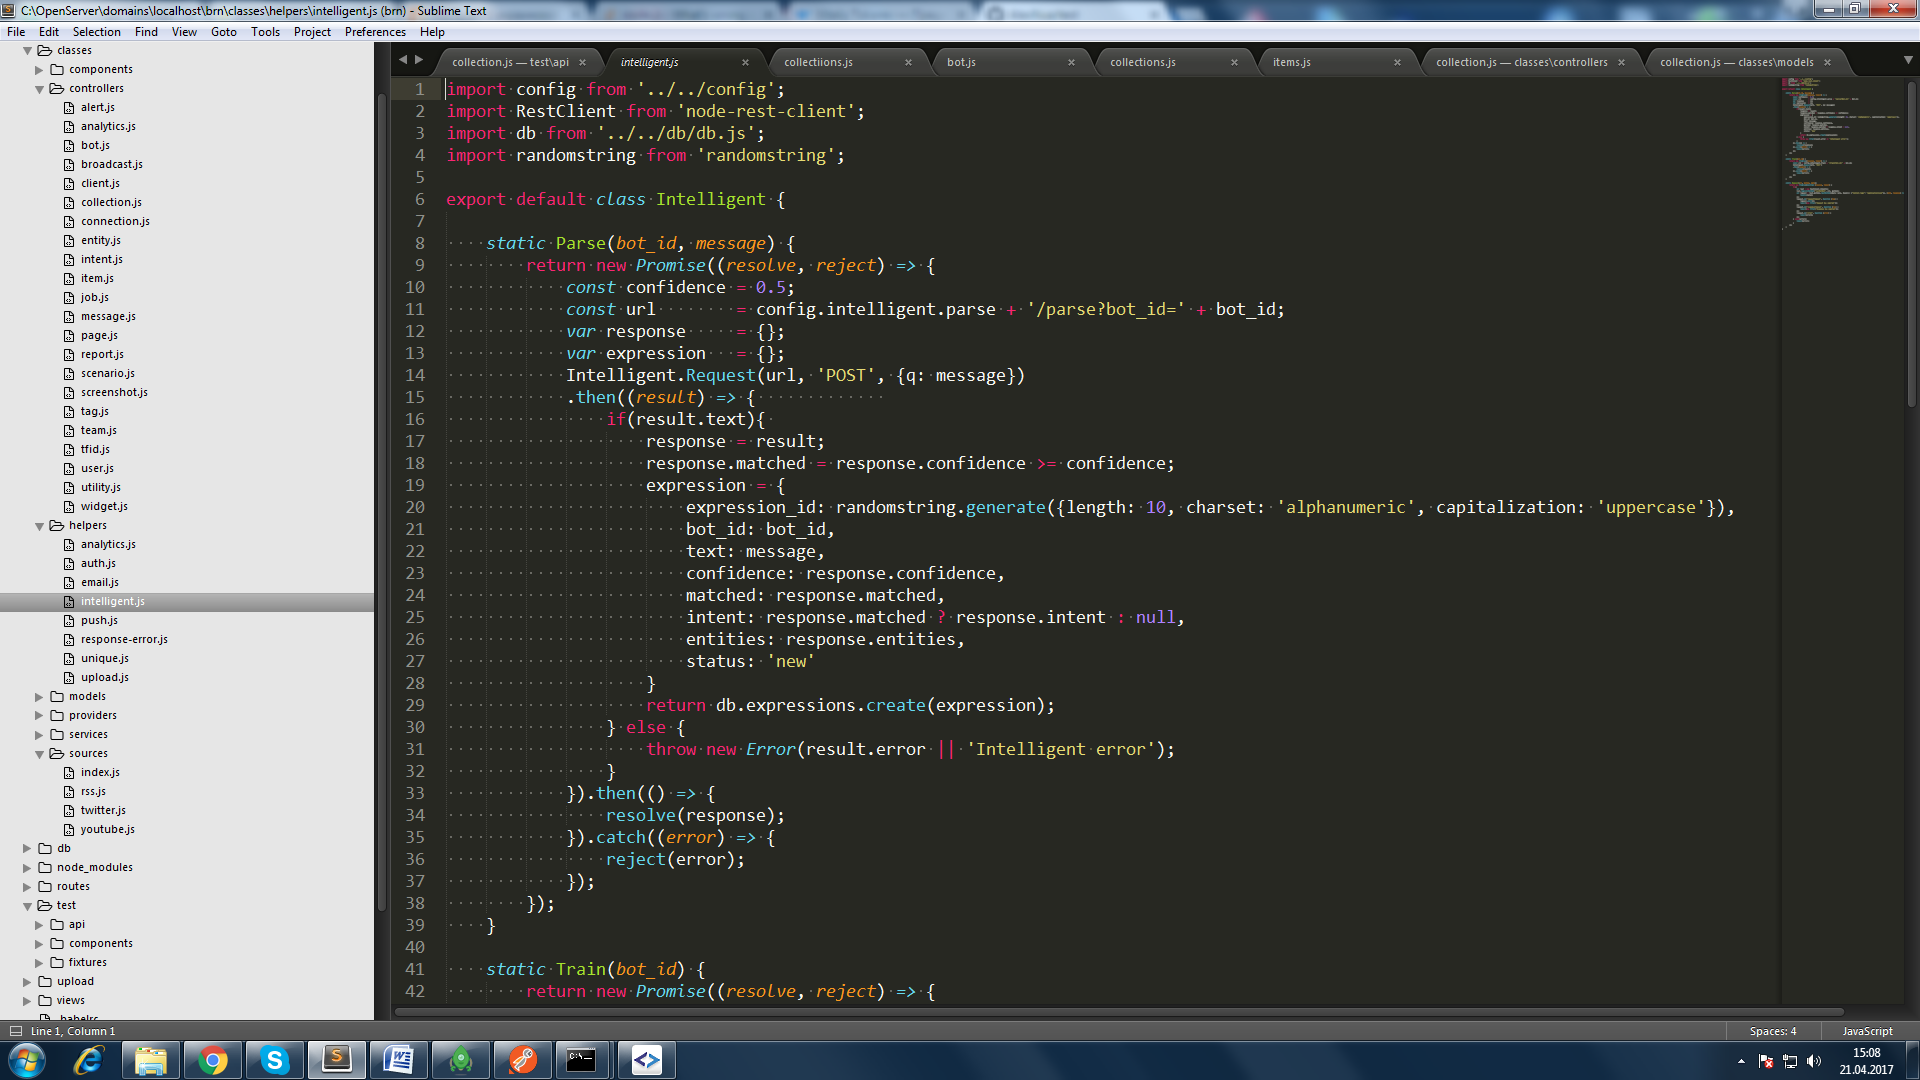 C:\OpenServer\domains\localhost\brn\classes\helpers\intelligent.js (brn) - Sublime Text
File Edit Selection Find View Goto Tools Project Preferences Help
classes
components
controllers
alert.js
analytics.js
bot.js
broadcast.js
client.js
collection.js
connection.js
entity.js
intent.js
item.js
job.js
message.js
page.js
report.js
scenario.js
screenshot.js
tag.js
team.js
tfid.js
user.js
utility.js
widget.js
helpers
analytics.js
auth.js
email.js
intelligent.js
push.js
response-error.js
unique.js
upload.js
models
providers
services
sources
index.js
rss.js
twitter.js
youtube.js
db
node_modules
routes
test
api
components
fixtures
upload
views
.babelrc
collection.js — test\api × intelligent.js × collectiions.js × bot.js × collections.js × items.js × collection.js — classes\controllers × collection.js — classes\models ×
1 import config from '../../config';
2 import RestClient from 'node-rest-client';
3 import db from '../../db/db.js';
4 import randomstring from 'randomstring';
5
6 export default class Intelligent {
7
8 static Parse(bot_id, message) {
9 return new Promise((resolve, reject) => {
10 const confidence = 0.5;
11 const url = config.intelligent.parse + '/parse?bot_id=' + bot_id;
12 var response = {};
13 var expression = {};
14 Intelligent.Request(url, 'POST', {q: message})
15 .then((result) => {
16 if(result.text){
17 response = result;
18 response.matched = response.confidence >= confidence;
19 expression = {
20 expression_id: randomstring.generate({length: 10, charset: 'alphanumeric', capitalization: 'uppercase'}),
21 bot_id: bot_id,
22 text: message,
23 confidence: response.confidence,
24 matched: response.matched,
25 intent: response.matched ? response.intent : null,
26 entities: response.entities,
27 status: 'new'
28 }
29 return db.expressions.create(expression);
30 } else {
31 throw new Error(result.error || 'Intelligent error');
32 }
33 }).then(() => {
34 resolve(response);
35 }).catch((error) => {
36 reject(error);
37 });
38 });
39 }
40
41 static Train(bot_id) {
42 return new Promise((resolve, reject) => {
Line 1, Column 1 Spaces: 4 JavaScript
15:08
21.04.2017